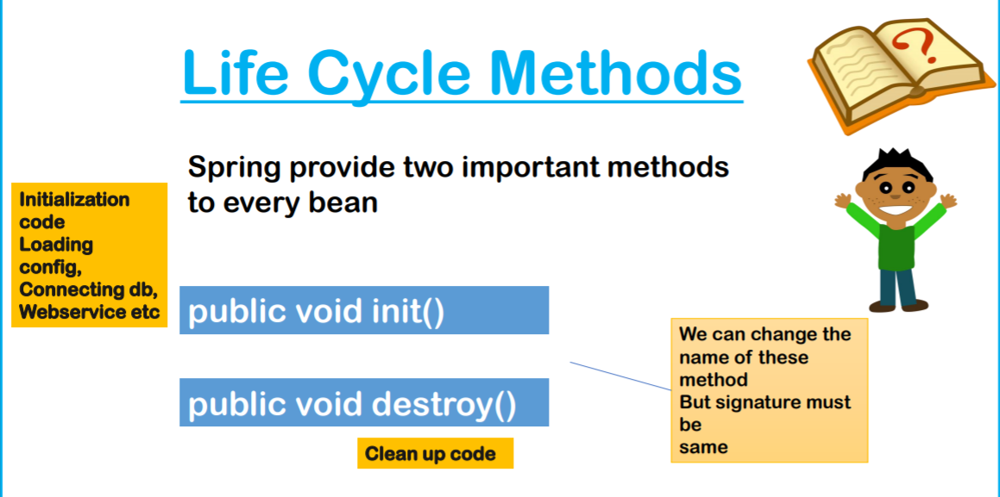 Life Cycle Methods
?
Spring provide two important methods
to every bean
Initialization
code
Loading
config,
Connecting db,
Webservice etc
public void init()
We can change the
name of these
method
But signature must
be
same
public void destroy()
Clean up code